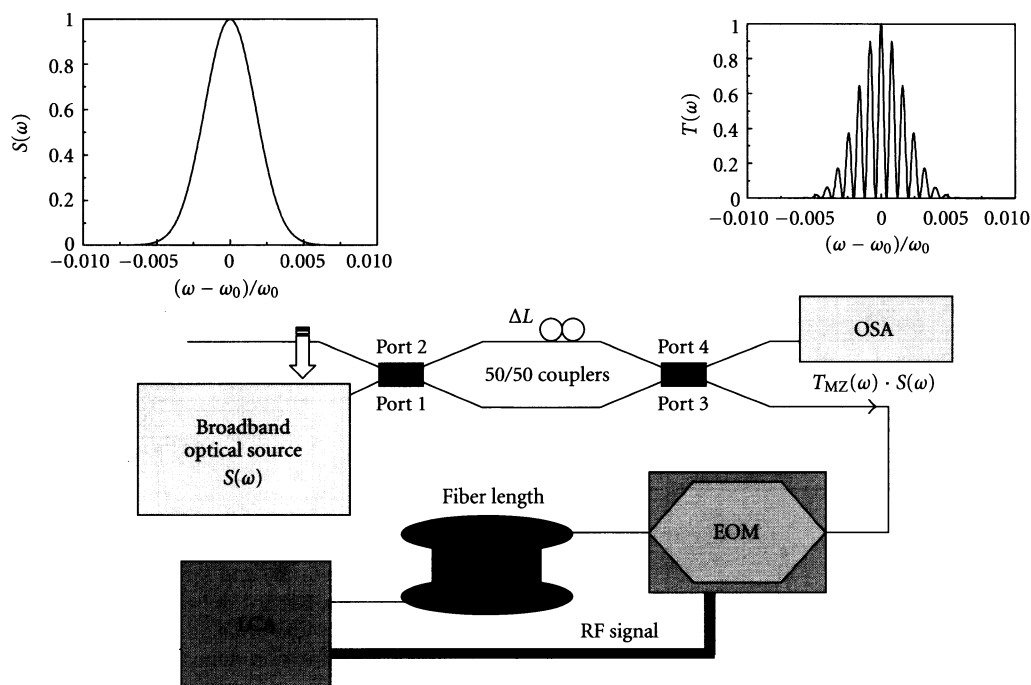 S(ω)
1
0.8
0.6
0.4
0.2
0
−0.010
−0.005
0
0.005
0.010
(ω − ω0)/ω0
T(ω)
1
0.8
0.6
0.4
0.2
0
−0.010
−0.005
0
0.005
0.010
(ω − ω0)/ω0
ΔL
OSA
Port 2
Port 4
50/50 couplers
TMZ(ω) · S(ω)
Port 1
Port 3
Broadband
optical source
S(ω)
Fiber length
EOM
LCA
RF signal